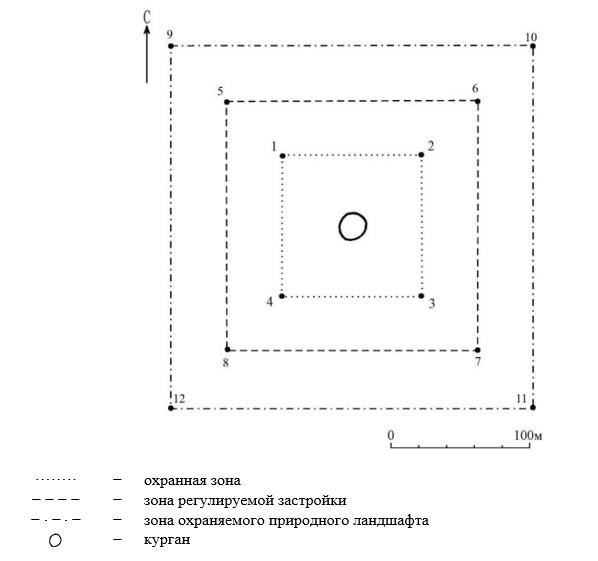 С
9 10
5 6
1 2
4 3
8 7
12 11
0 100м
– охранная зона
– зона регулируемой застройки
– зона охраняемого природного ландшафта
– курган